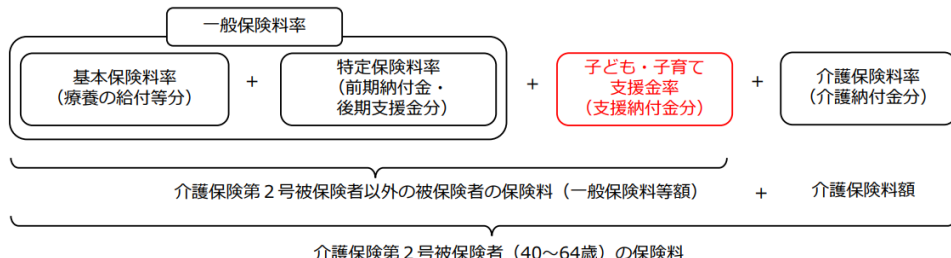 一般保険料率
基本保険料率
（療養の給付等分）
＋
特定保険料率
（前期納付金・
後期支援金分）
＋
子ども・子育て
支援金率
（支援納付金分）
＋
介護保険料率
（介護納付金分）
介護保険第２号被保険者以外の被保険者の保険料（一般保険料等額）
＋
介護保険料額
介護保険第２号被保険者（40～64歳）の保険料